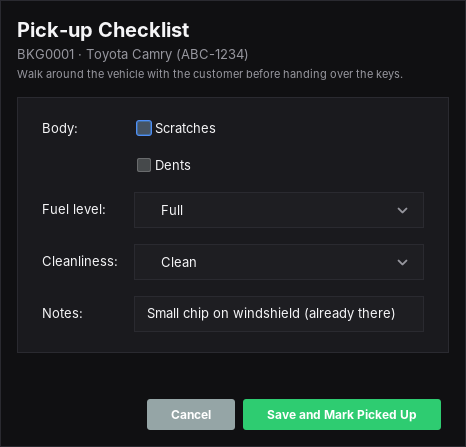 Pick-up Checklist
BKG0001 · Toyota Camry (ABC-1234)
Walk around the vehicle with the customer before handing over the keys.
Body: Scratches
Dents
Fuel level: Full
Cleanliness: Clean
Notes: Small chip on windshield (already there)
Cancel Save and Mark Picked Up